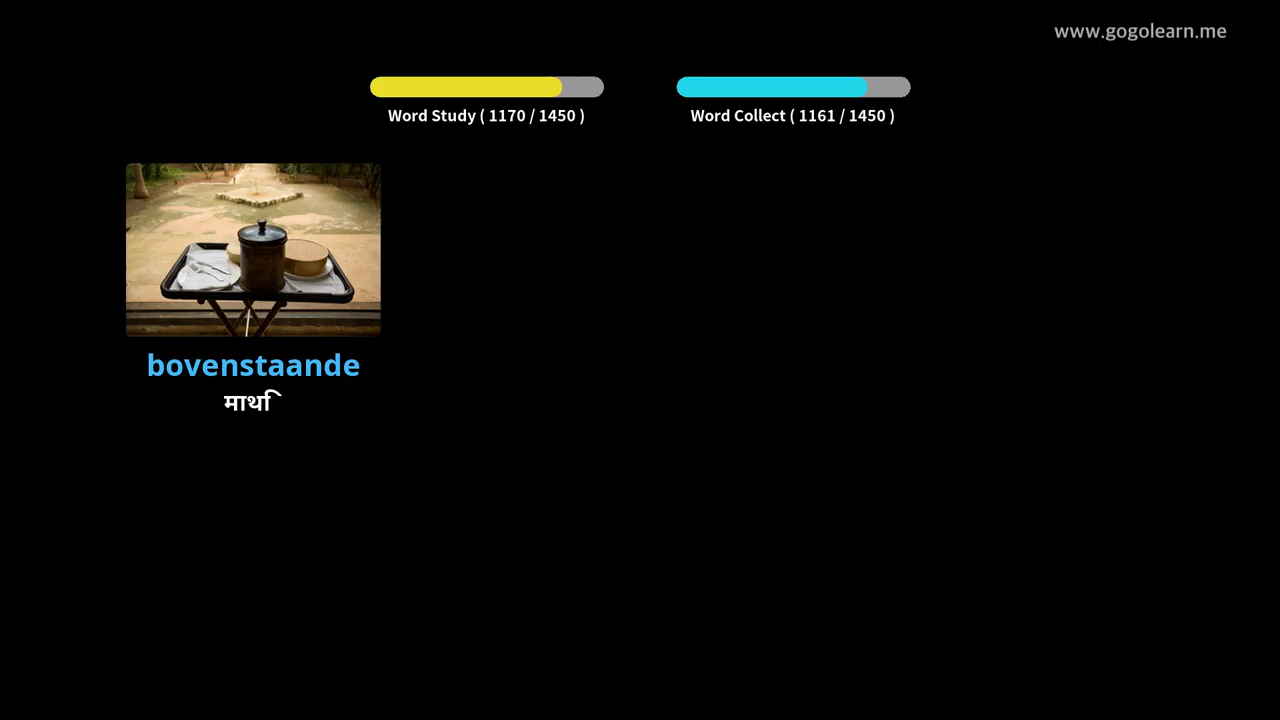 www.gogolearn.me
Word Study ( 1170 / 1450 )
Word Collect ( 1161 / 1450 )
bovenstaande
माथि